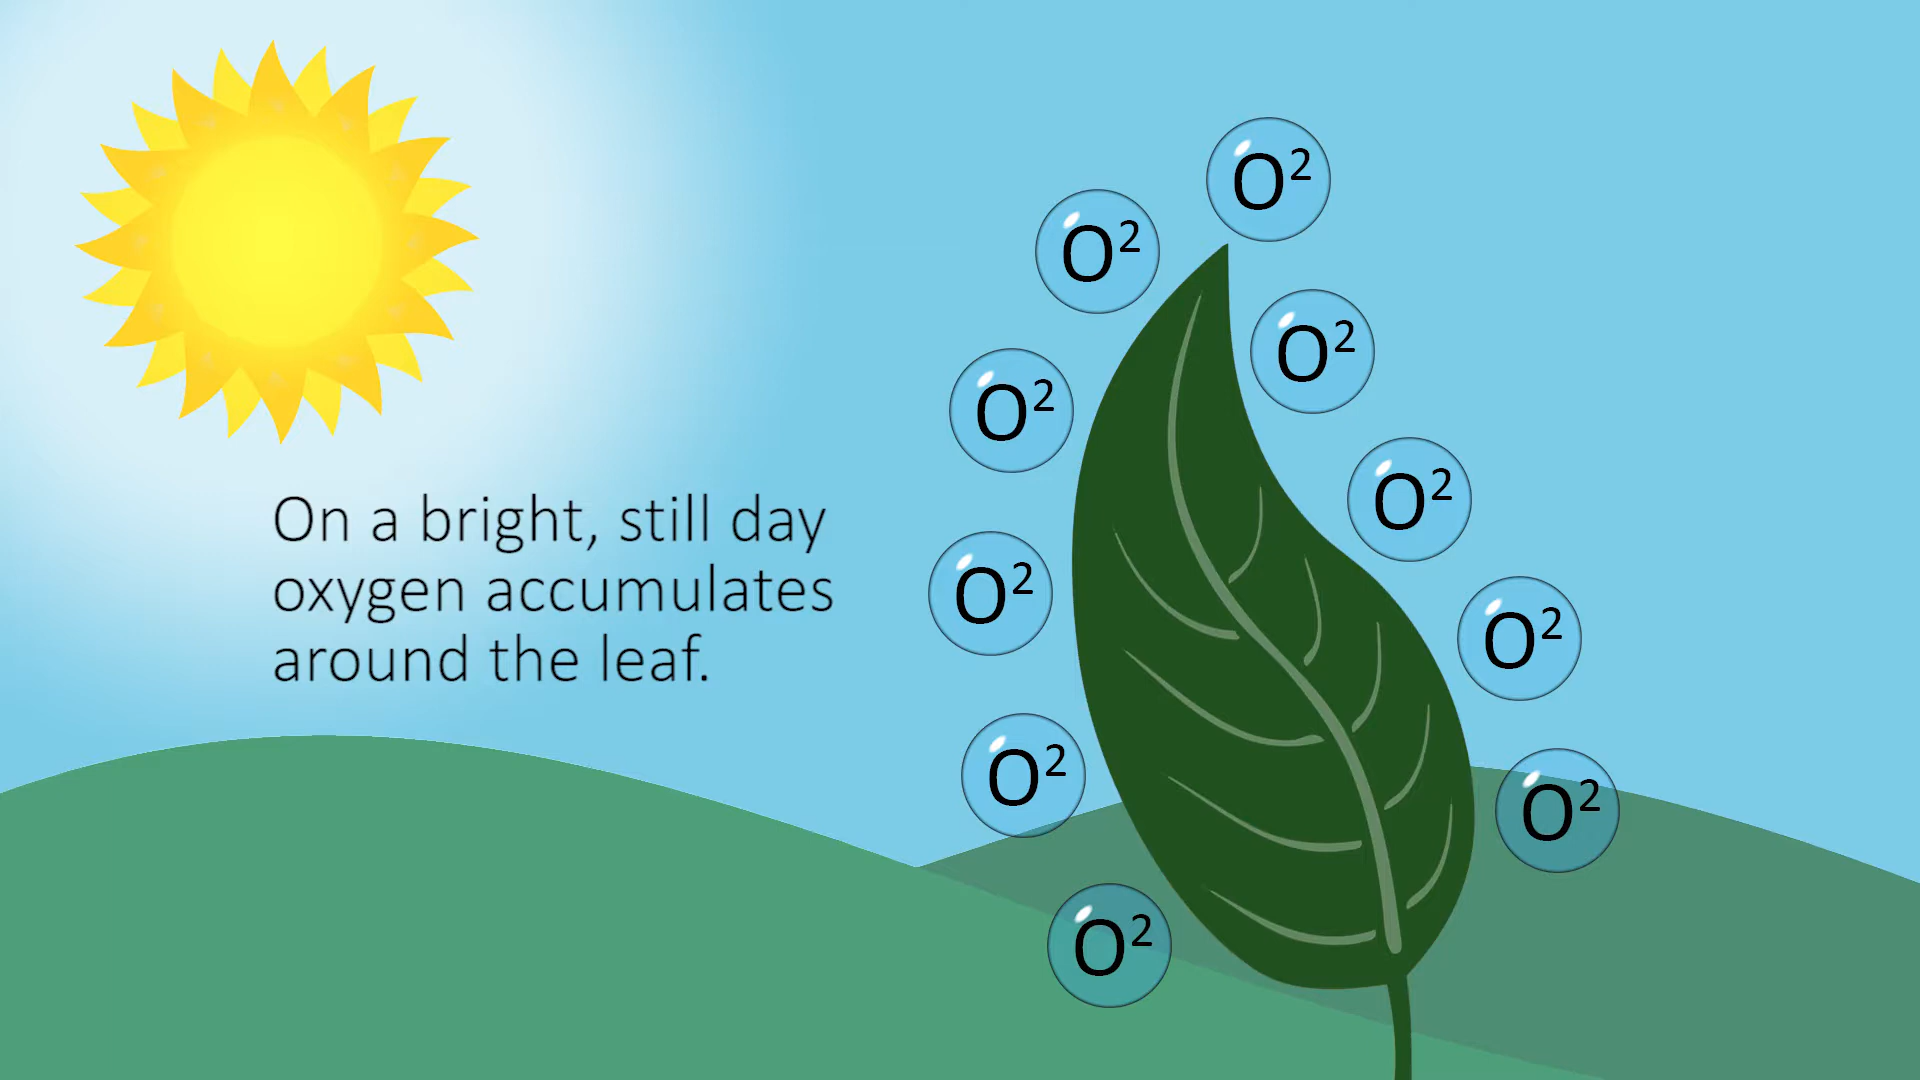 O²
O²
O²
O²
O²
On a bright, still day
oxygen accumulates
around the leaf.
O²
O²
O²
O²
O²